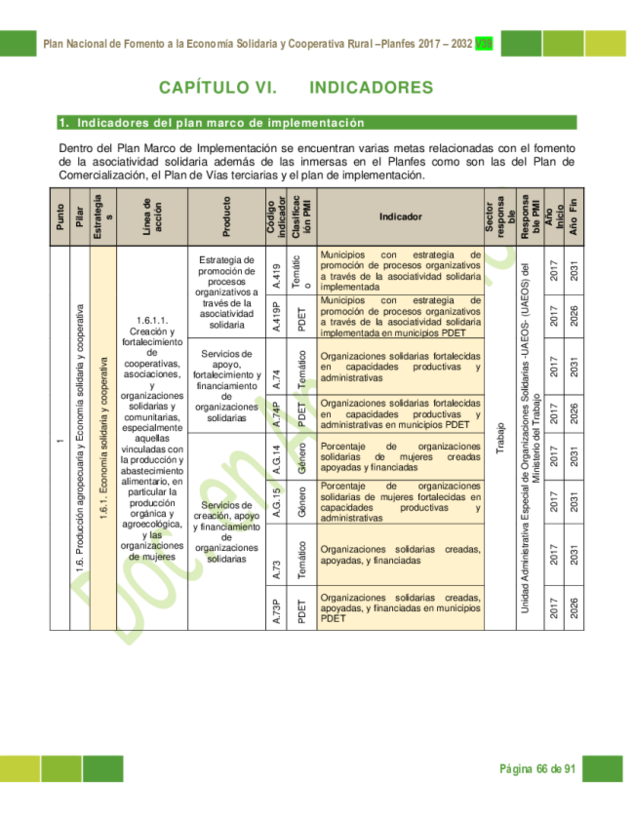 Plan Nacional de Fomento a la Economía Solidaria y Cooperativa Rural –Planfes 2017 – 2032 v39
CAPÍTULO VI. INDICADORES
1. Indicadores del plan marco de implementación
Dentro del Plan Marco de Implementación se encuentran varias metas relacionadas con el fomento
de la asociatividad solidaria además de las inmersas en el Planfes como son las del Plan de
Comercialización, el Plan de Vías terciarias y el plan de implementación.
Punto
Pilar
Estrategia
s
Línea de
acción
Producto
Código
indicador
Clasificac
ión PMI
Indicador
Sector
responsa
ble
Responsa
ble PMI
Año
Inicio
Año Fin
1
1.6. Producción agropecuaría y Economía solidaria y cooperativa
1.6.1. Economía solidaria y cooperativa
1.6.1.1.
Creación y
fortalecimiento
de
cooperativas,
asociaciones,
y
organizaciones
solidarias y
comunitarias,
especialmente
aquellas
vinculadas con
la producción y
abastecimiento
alimentario, en
particular la
producción
orgánica y
agroecológica,
y las
organizaciones
de mujeres
Estrategia de
promoción de
procesos
organizativos a
través de la
asociatividad
solidaria
A.419
Temátic
o
Municipios con estrategia de
promoción de procesos organizativos
a través de la asociatividad solidaria
implementada
2017
2031
A.419P
PDET
Municipios con estrategia de
promoción de procesos organizativos
a través de la asociatividad solidaria
implementada en municipios PDET
2017
2026
Servicios de
apoyo,
fortalecimiento y
financiamiento
de
organizaciones
solidarias
A.74
Temático
Organizaciones solidarias fortalecidas
en capacidades productivas y
administrativas
2017
2031
A.74P
PDET
Organizaciones solidarias fortalecidas
en capacidades productivas y
administrativas en municipios PDET
2017
2026
Servicios de
creación, apoyo
y financiamiento
de
organizaciones
solidarias
A.G.14
Género
Porcentaje de organizaciones
solidarias de mujeres creadas
apoyadas y financiadas
2017
2031
A.G.15
Género
Porcentaje de organizaciones
solidarias de mujeres fortalecidas en
capacidades productivas y
administrativas
2017
2031
A.73
Temático
Organizaciones solidarias creadas,
apoyadas, y financiadas
2017
2031
A.73P
PDET
Organizaciones solidarias creadas,
apoyadas, y financiadas en municipios
PDET
2017
2026
Trabajo
Unidad Administrativa Especial de Organizaciones Solidarias -UAEOS- (UAEOS) del
Ministerio del Trabajo
Página 66 de 91